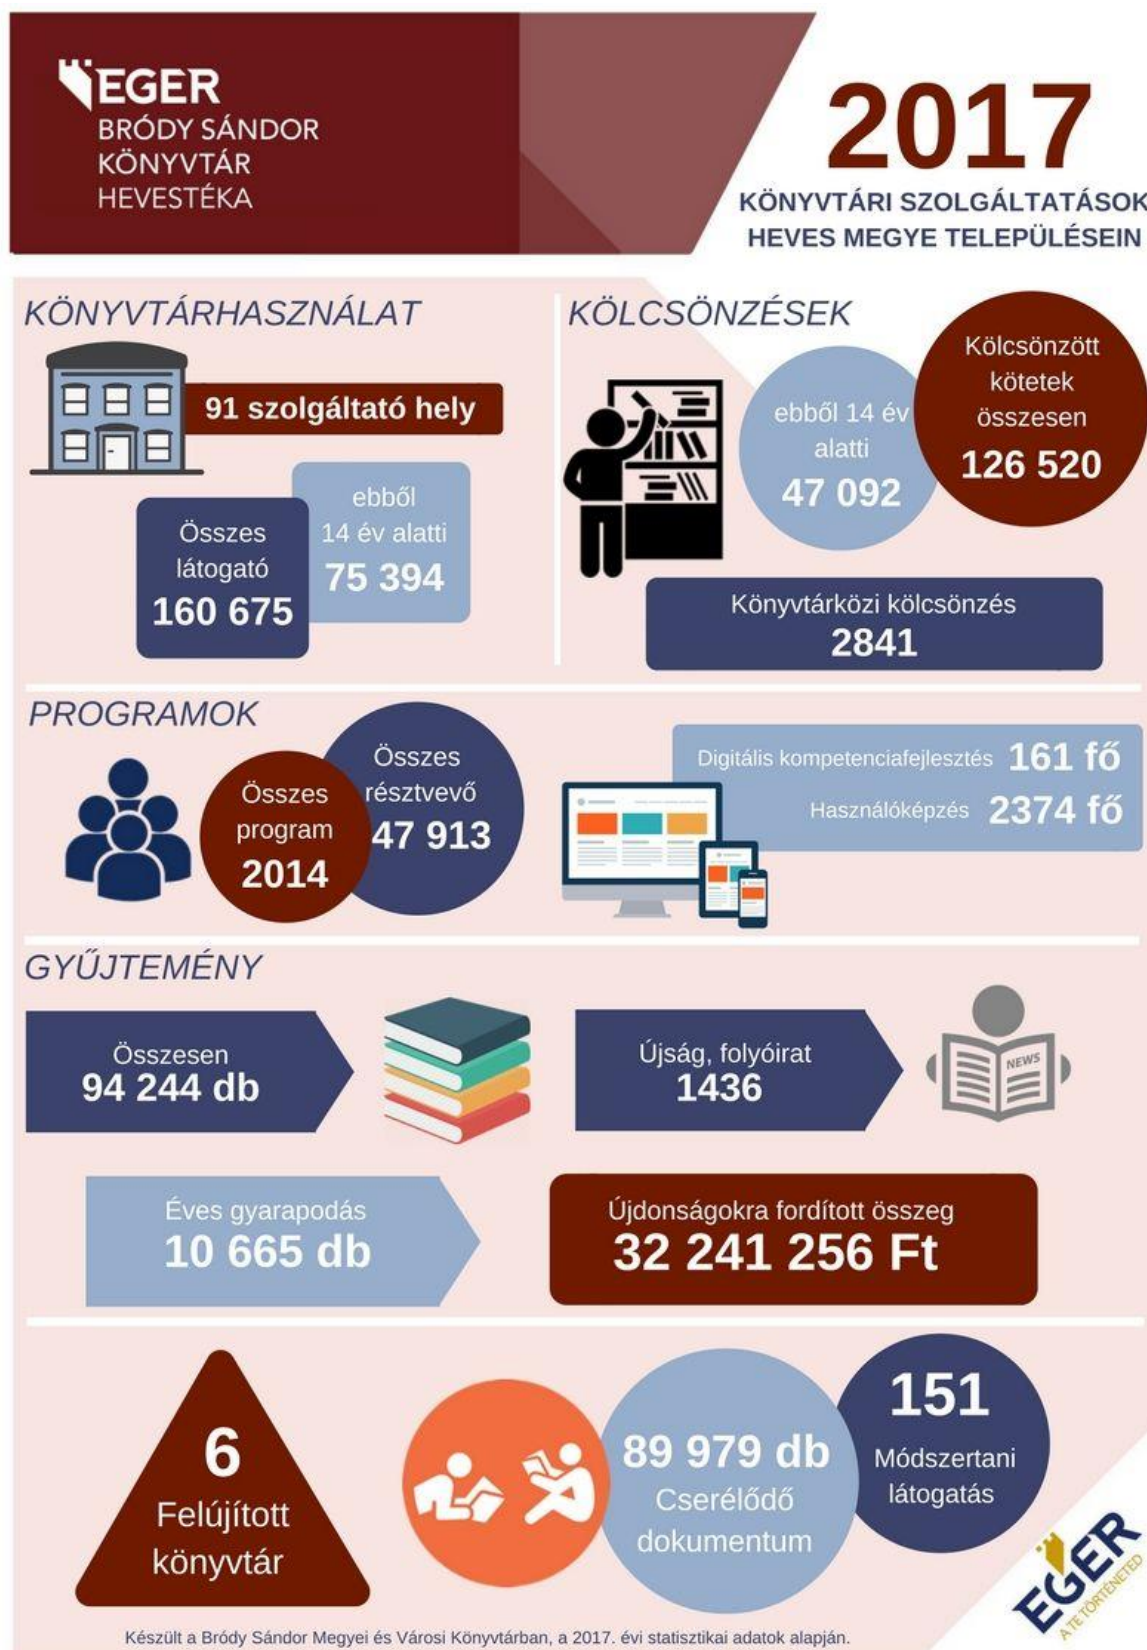 EGER
BRÓDY SÁNDOR
KÖNYVTÁR
HEVESTÉKA
2017
KÖNYVTÁRI SZOLGÁLTATÁSOK
HEVES MEGYE TELEPÜLÉSEIN
KÖNYVTÁRHASZNÁLAT
91 szolgáltató hely
Összes
látogató
160 675
ebből
14 év alatti
75 394
KÖLCSÖNZÉSEK
ebből 14 év
alatti
47 092
Kölcsönzött
kötetek
összesen
126 520
Könyvtárközi kölcsönzés
2841
PROGRAMOK
Összes
program
2014
Összes
résztvevő
47 913
Digitális kompetenciafejlesztés 161 fő
Használóképzés 2374 fő
GYŰJTEMÉNY
Összesen
94 244 db
Újság, folyóirat
1436
NEWS
Éves gyarapodás
10 665 db
Újdonságokra fordított összeg
32 241 256 Ft
6
Felújított
könyvtár
89 979 db
Cserélődő
dokumentum
151
Módszertani
látogatás
EGER
A TE TÖRTÉNETED
Készült a Bródy Sándor Megyei és Városi Könyvtárban, a 2017. évi statisztikai adatok alapján.